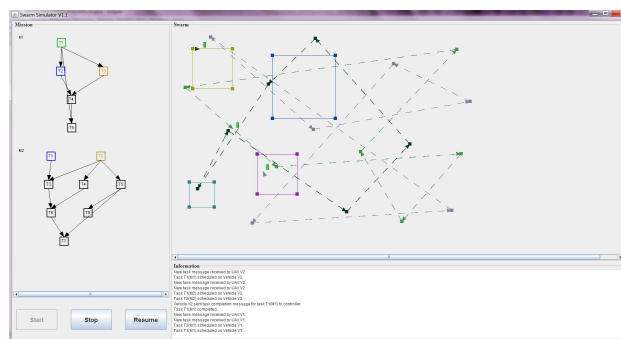 Swarm Simulator V1.1
Mission
M1
T1
T2
T3
T4
T5
M2
T1
T2
T3
T4
T5
T6
T7
Start
Stop
Resume
Swarm
Information
New task message received by UAV V2.
Task T1(M1) scheduled on Vehicle V2.
New task message received by UAV V2.
New task message received by UAV V2.
Task T1(M2) scheduled on Vehicle V2.
Task T2(M2) scheduled on Vehicle V2.
Vehicle V2 sent task completion message for task T1(M1) to controller.
Task T1(M1) completed.
New task message received by UAV V1.
New task message received by UAV V1.
Task T2(M1) scheduled on Vehicle V1.
Task T3(M1) scheduled on Vehicle V1.